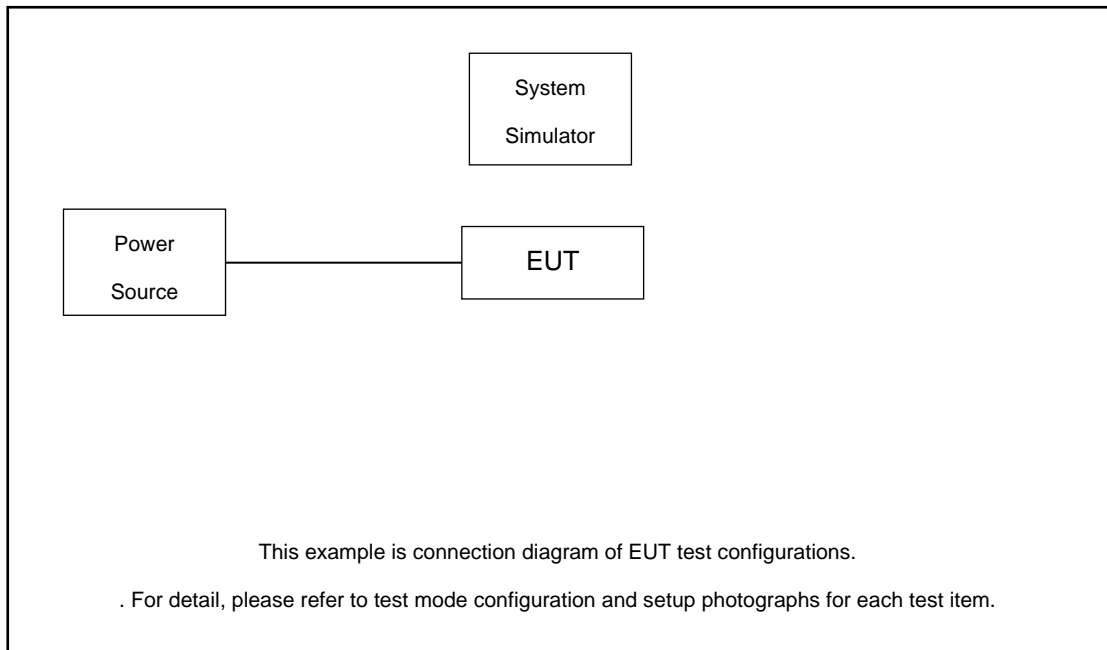 System
Simulator
Power
Source
EUT
This example is connection diagram of EUT test configurations.
. For detail, please refer to test mode configuration and setup photographs for each test item.